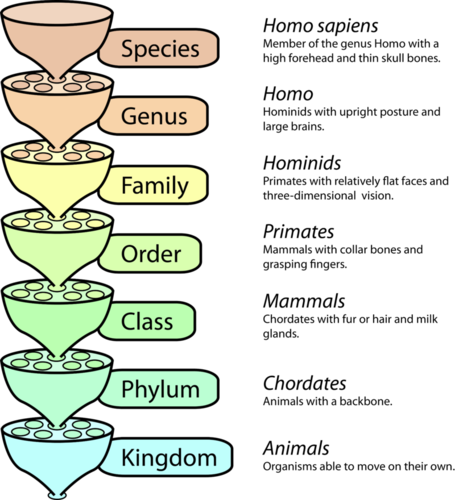 Species
Homo sapiens
Member of the genus Homo with a
high forehead and thin skull bones.
Genus
Homo
Hominids with upright posture and
large brains.
Family
Hominids
Primates with relatively flat faces and
three-dimensional vision.
Order
Primates
Mammals with collar bones and
grasping fingers.
Class
Mammals
Chordates with fur or hair and milk
glands.
Phylum
Chordates
Animals with a backbone.
Kingdom
Animals
Organisms able to move on their own.